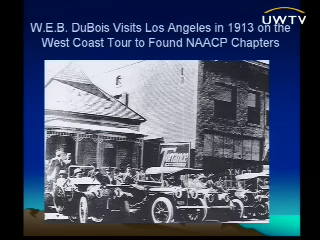 UWTV
W.E.B. DuBois Visits Los Angeles in 1913 on the
West Coast Tour to Found NAACP Chapters